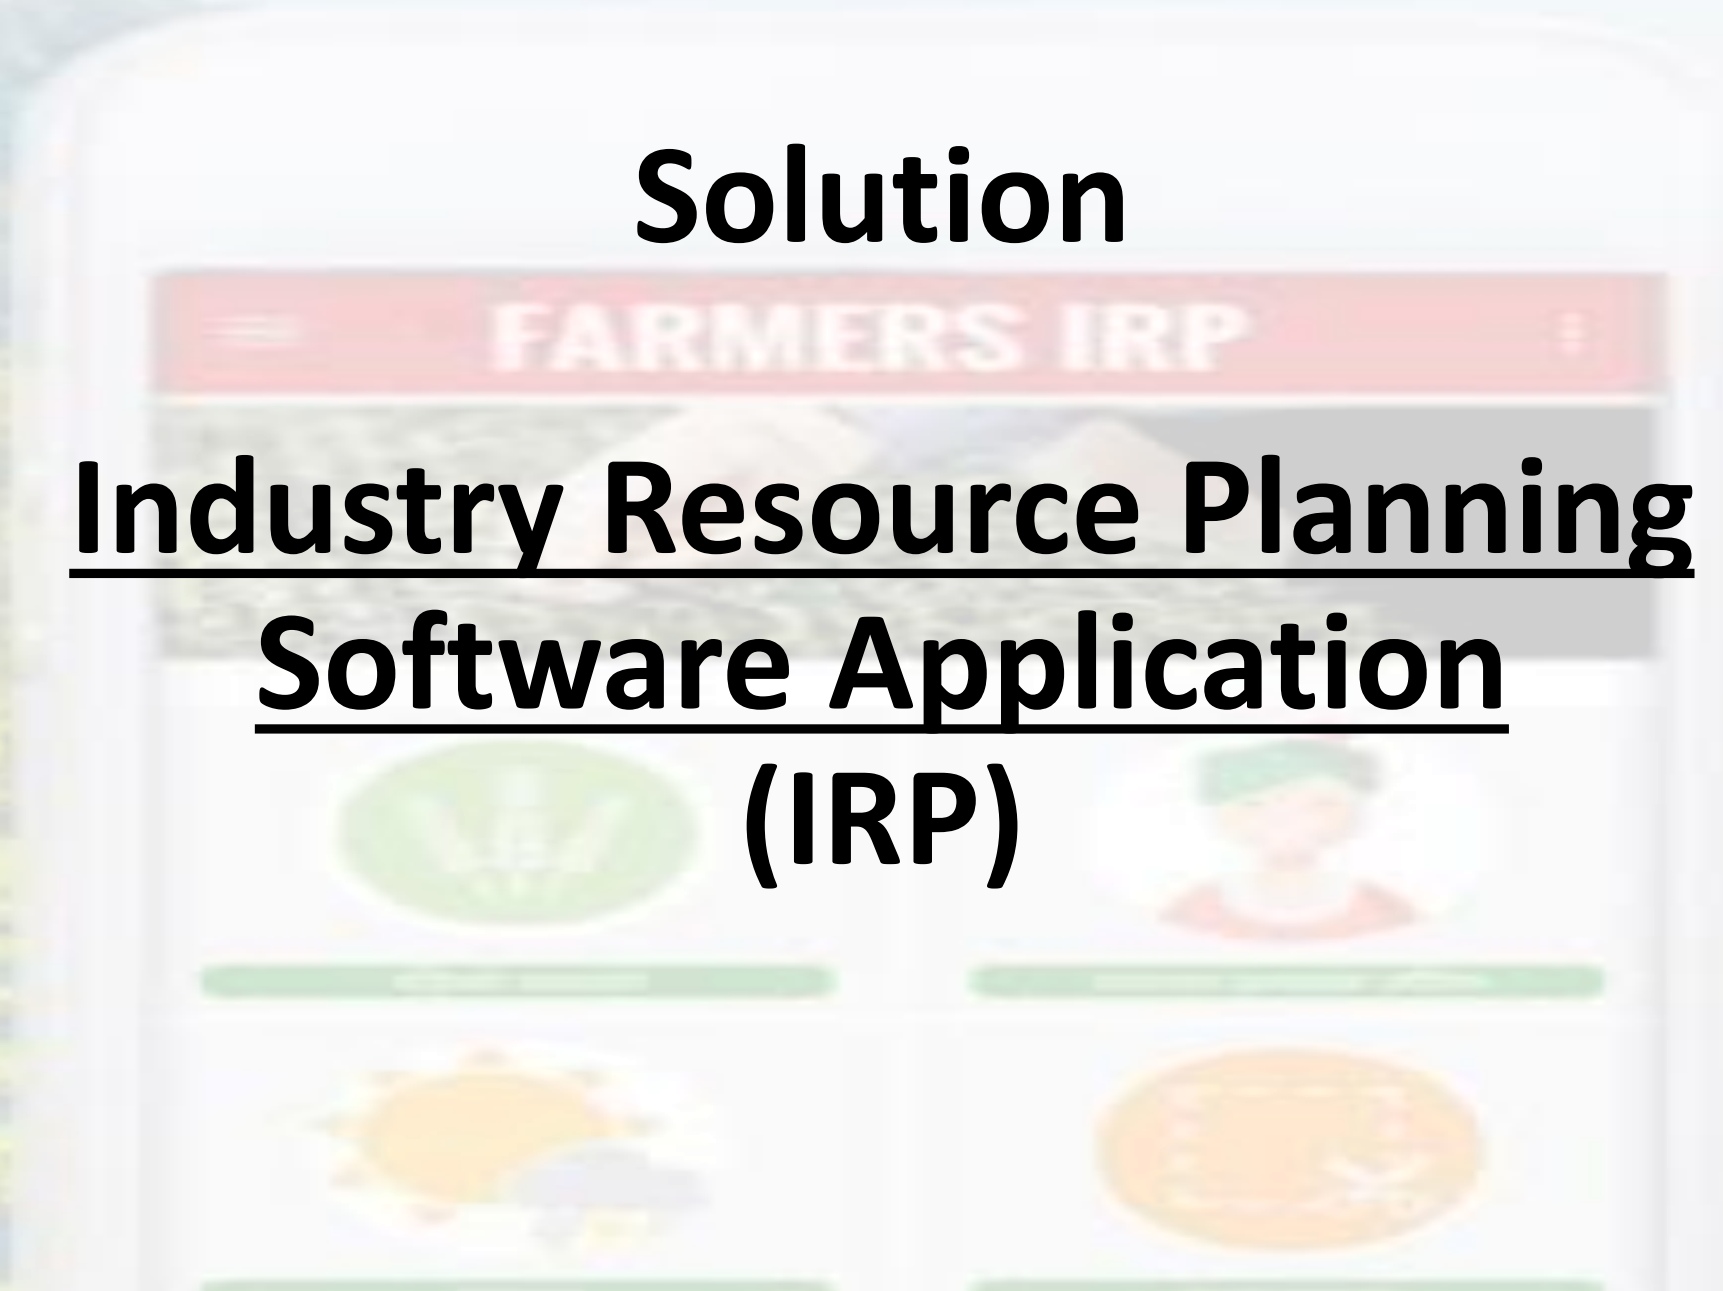 Solution
FARMERS IRP
Industry Resource Planning
Software Application
(IRP)